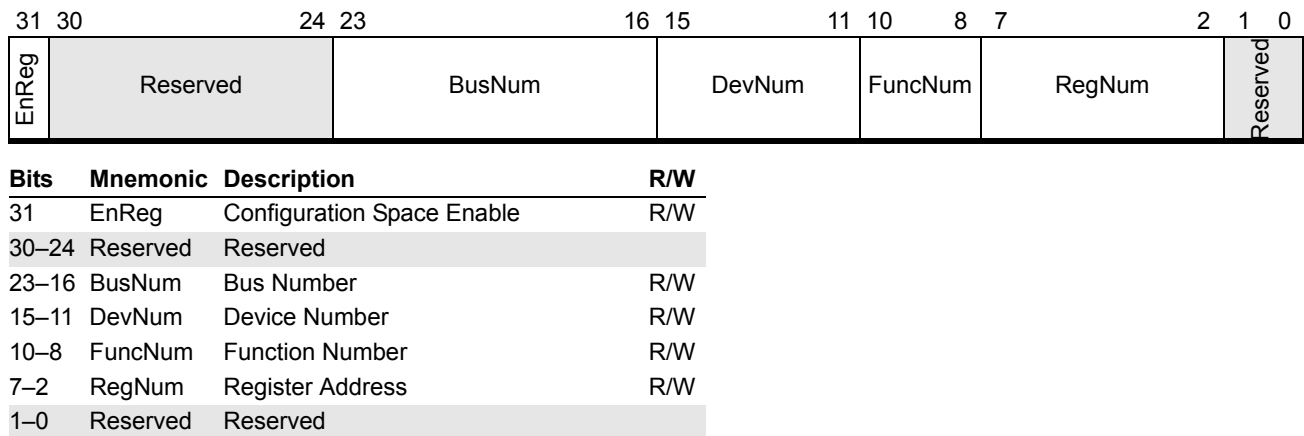 31 30 24 23 16 15 11 10 8 7 2 1 0
EnReg Reserved BusNum DevNum FuncNum RegNum Reserved
Bits Mnemonic Description R/W
31 EnReg Configuration Space Enable R/W
30–24 Reserved Reserved
23–16 BusNum Bus Number R/W
15–11 DevNum Device Number R/W
10–8 FuncNum Function Number R/W
7–2 RegNum Register Address R/W
1–0 Reserved Reserved